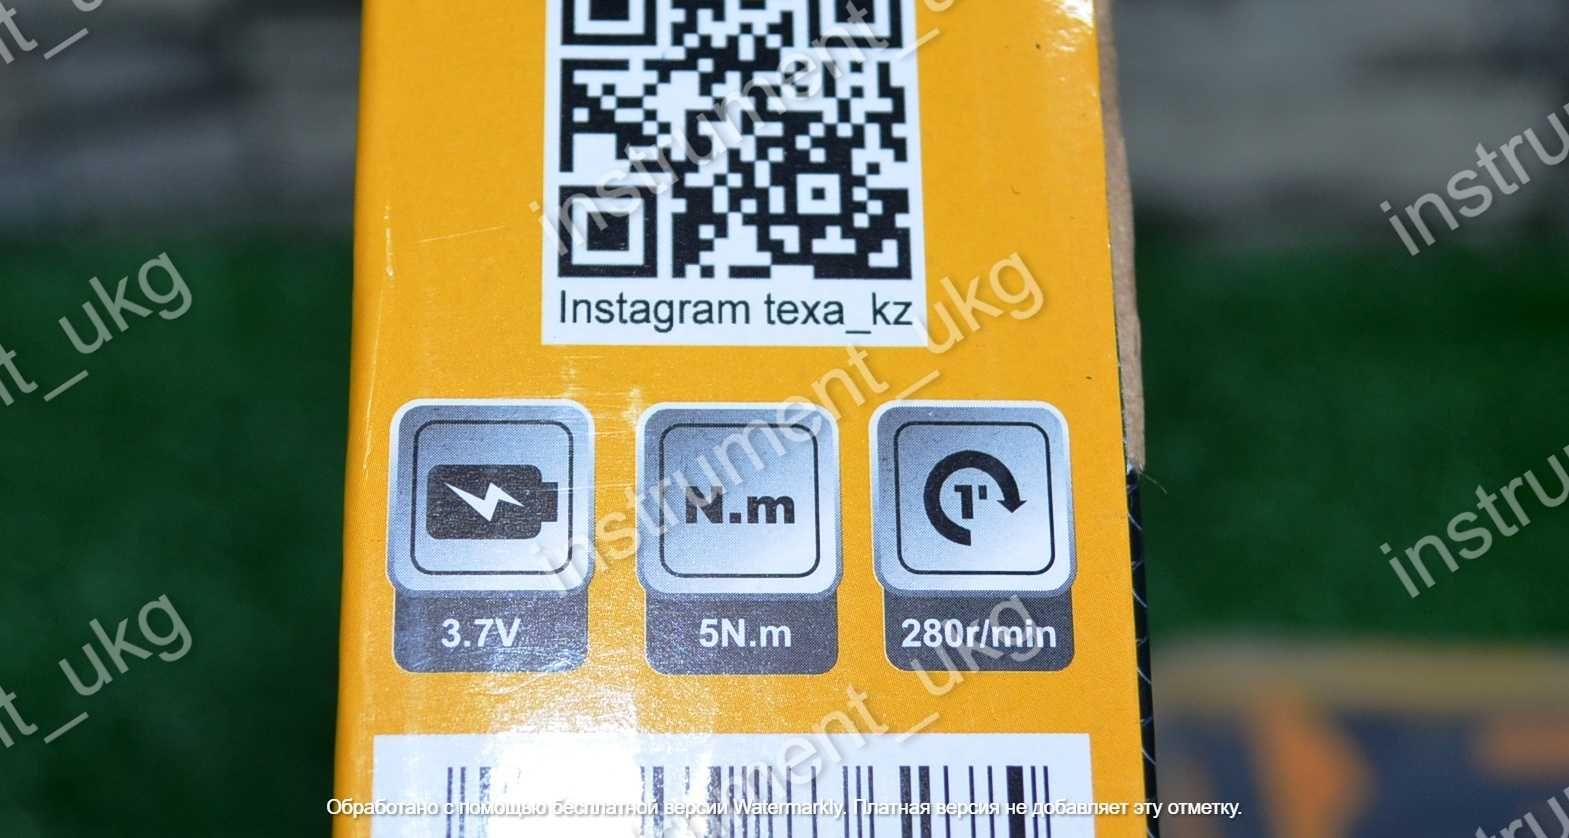 Instagram texa_kz
N.m
1'
3.7V
5N.m
280r/min
instrument_ukg
instrument_ukg
Обработано с помощью бесплатной версии Watermarkly. Платная версия не добавляет эту отметку.